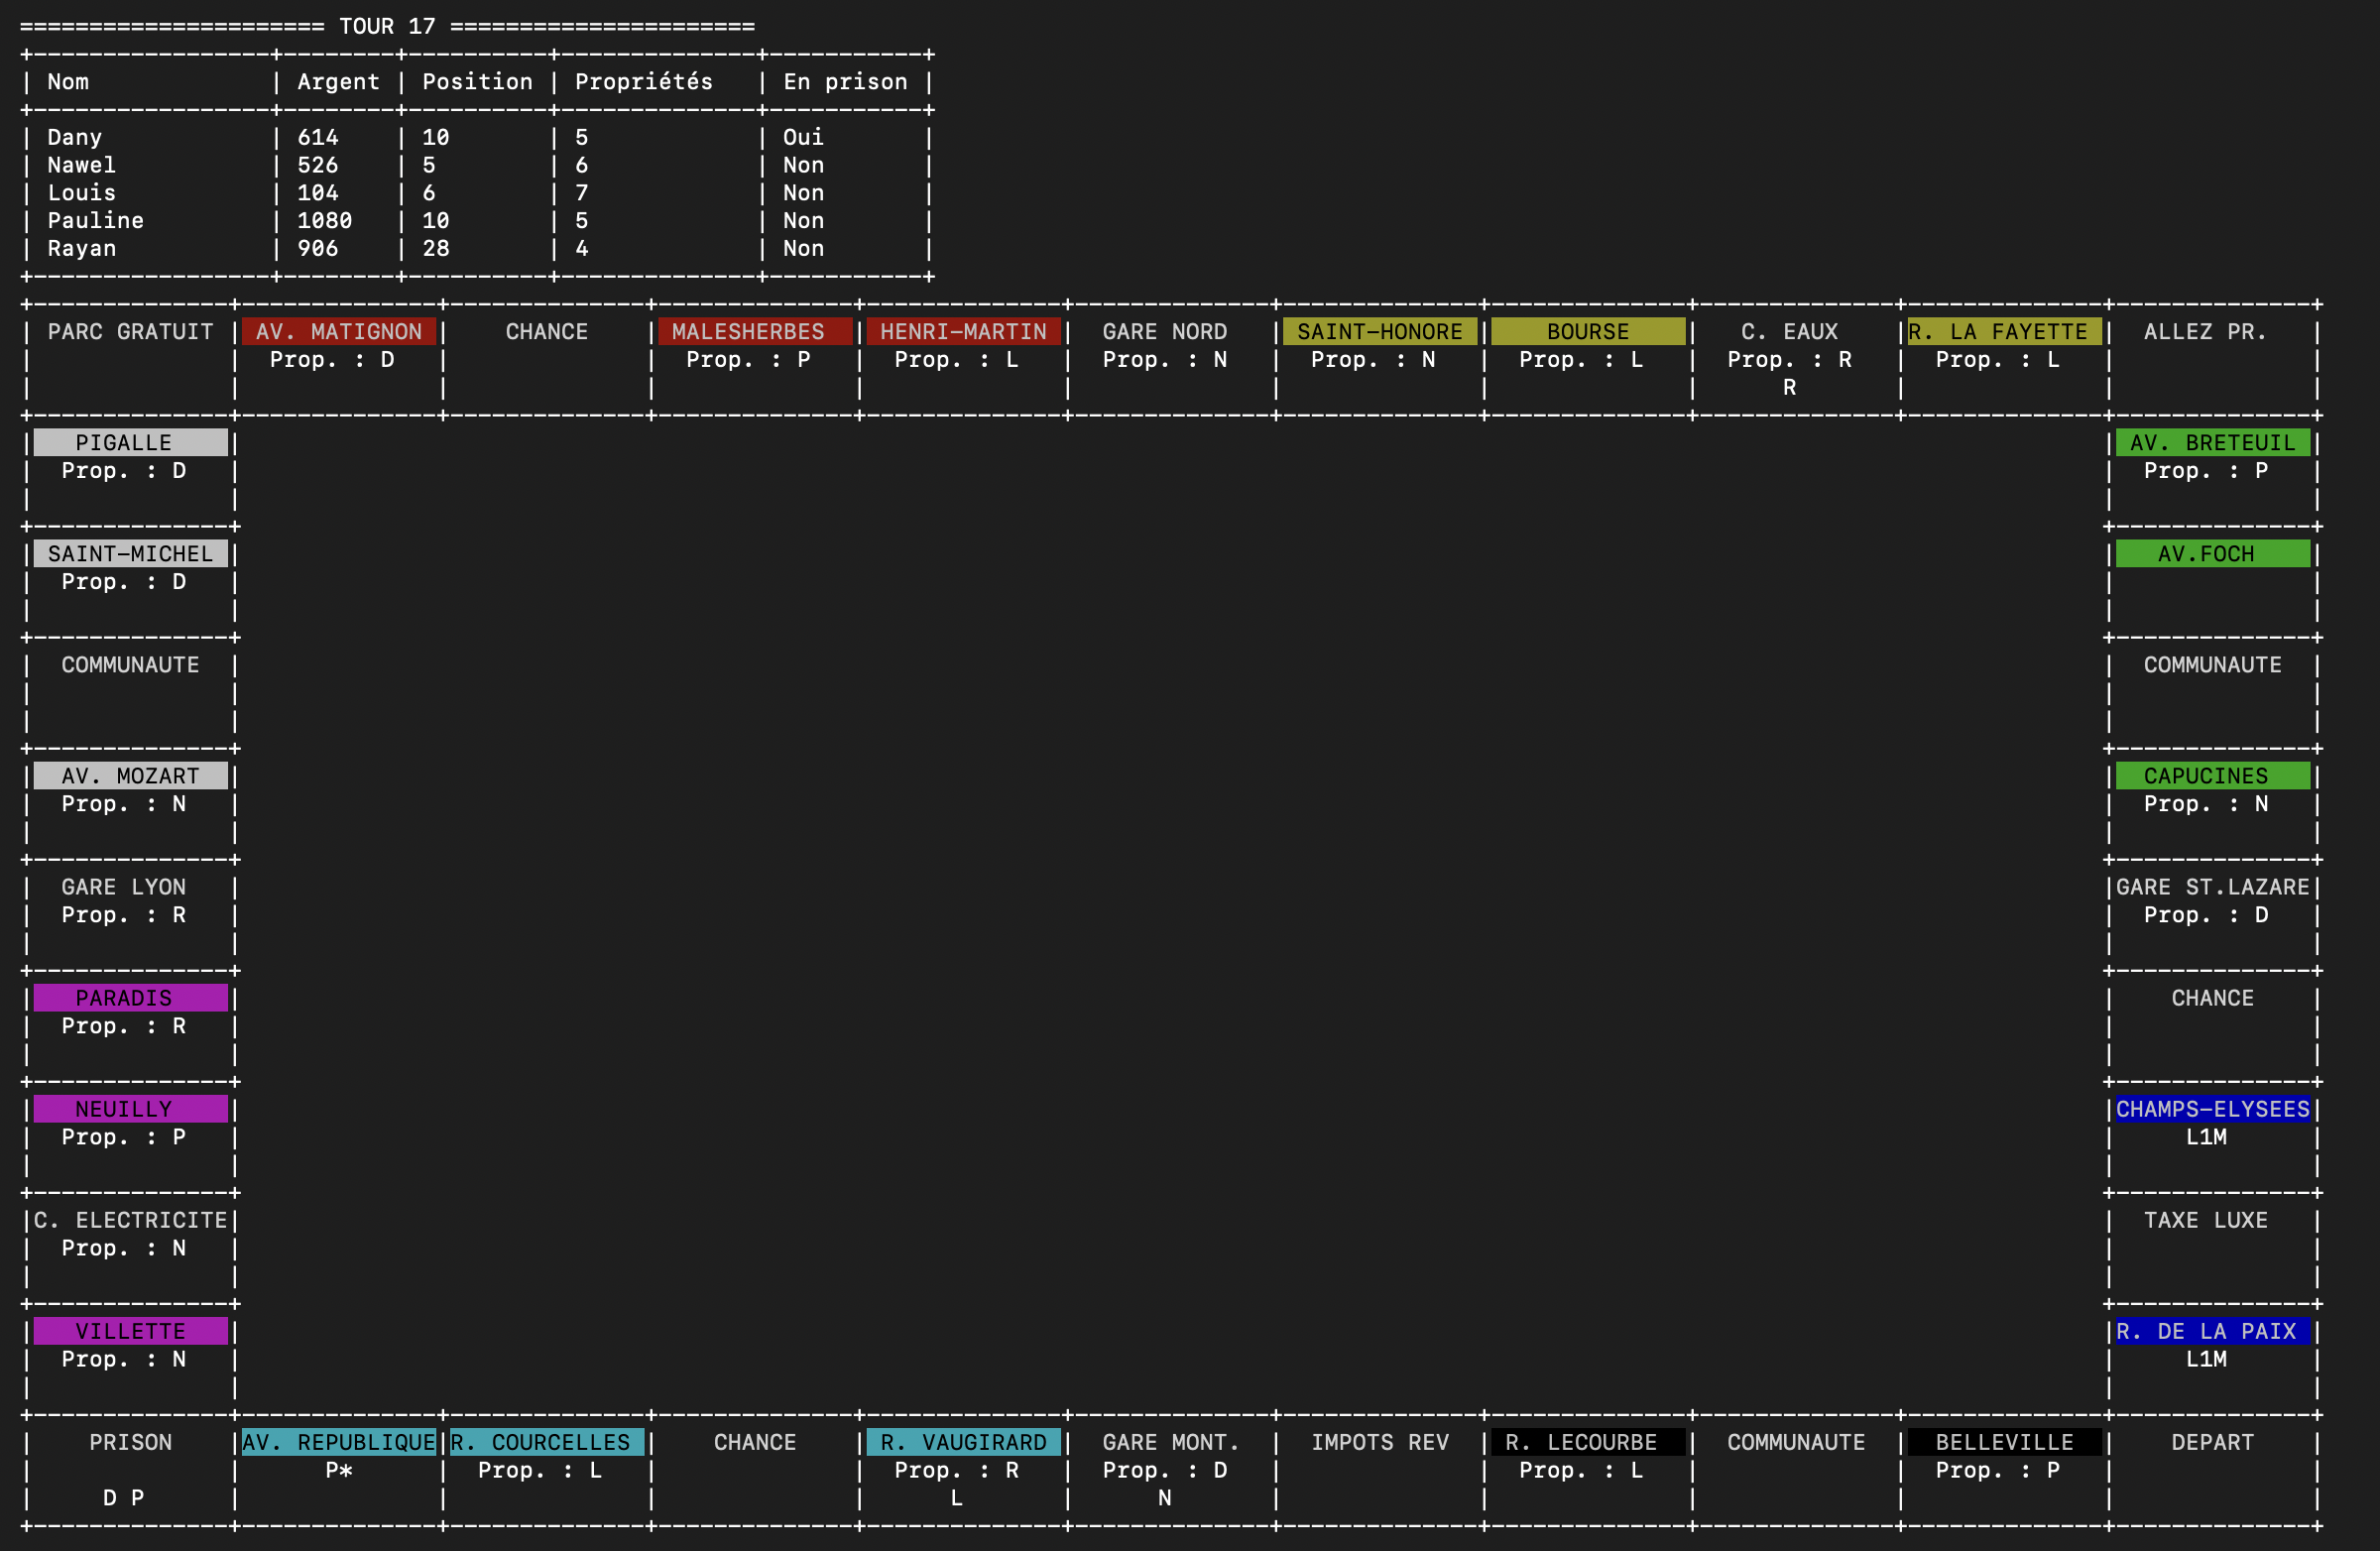 ====================== TOUR 17 ======================
+-----------------+--------+----------+--------------+-----------+
| Nom             | Argent | Position | Propriétés   | En prison |
+-----------------+--------+----------+--------------+-----------+
| Dany            | 614    | 10       | 5            | Oui       |
| Nawel           | 526    | 5        | 6            | Non       |
| Louis           | 104    | 6        | 7            | Non       |
| Pauline         | 1080   | 10       | 5            | Non       |
| Rayan           | 906    | 28       | 4            | Non       |
+-----------------+--------+----------+--------------+-----------+
PARC GRATUIT | AV. MATIGNON | CHANCE | MALESHERBES | HENRI-MARTIN | GARE NORD | SAINT-HONORE | BOURSE | C. EAUX | R. LA FAYETTE | ALLEZ PR.
Prop. : D | Prop. : P | Prop. : L | Prop. : N | Prop. : N | Prop. : L | Prop. : R | Prop. : L
R
PIGALLE | AV. BRETEUIL
Prop. : D | Prop. : P
SAINT-MICHEL | AV.FOCH
Prop. : D
COMMUNAUTE | COMMUNAUTE
AV. MOZART | CAPUCINES
Prop. : N | Prop. : N
GARE LYON | GARE ST.LAZARE
Prop. : R | Prop. : D
PARADIS | CHANCE
Prop. : R
NEUILLY | CHAMPS-ELYSEES
Prop. : P | L1M
C. ELECTRICITE | TAXE LUXE
Prop. : N
VILLETTE | R. DE LA PAIX
Prop. : N | L1M
PRISON | AV. REPUBLIQUE | R. COURCELLES | CHANCE | R. VAUGIRARD | GARE MONT. | IMPOTS REV | R. LECOURBE | COMMUNAUTE | BELLEVILLE | DEPART
P* | Prop. : L | Prop. : R | Prop. : D | Prop. : L | Prop. : P
D P | L | N